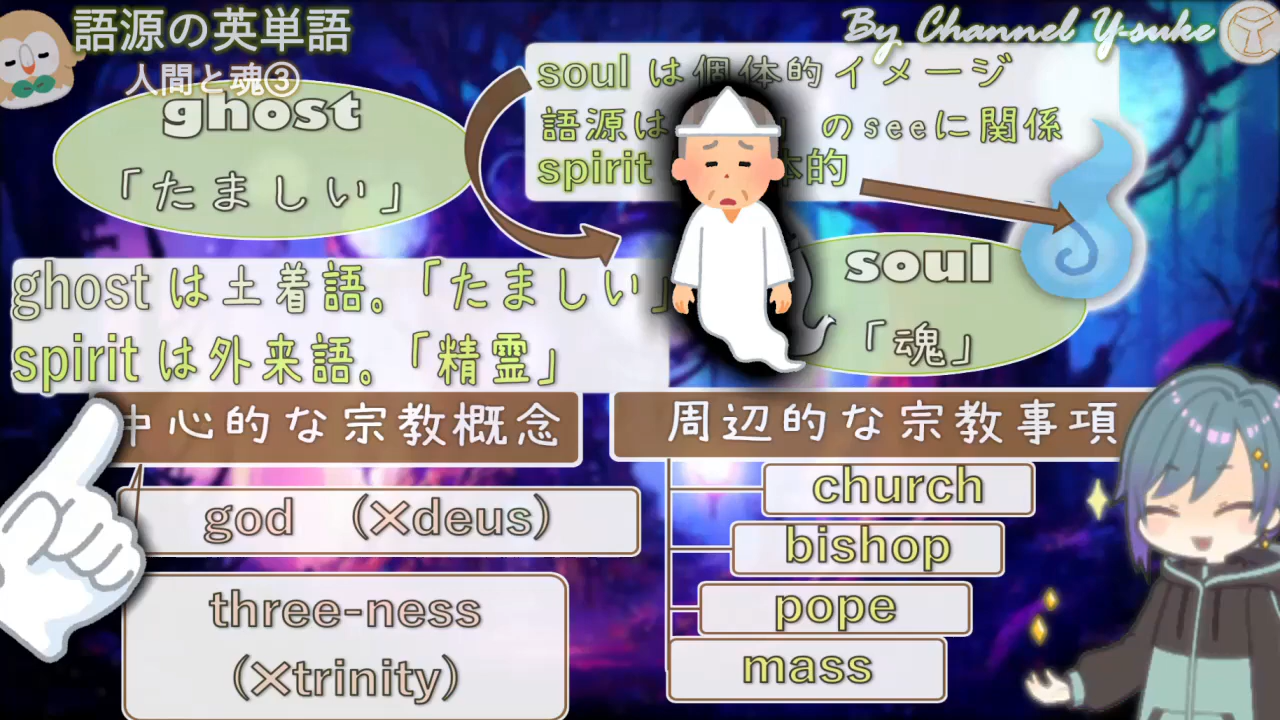 語源の英単語
人間と魂③
By Channel Y-suke
ghost
「たましい」
soul は個体的イメージ
語源は 」のseeに関係
spirit 体的
soul
「魂」
ghost は土着語。「たましい」
spirit は外来語。「精霊」
中心的な宗教概念
god （×deus）
three-ness
（×trinity）
周辺的な宗教事項
church
bishop
pope
mass